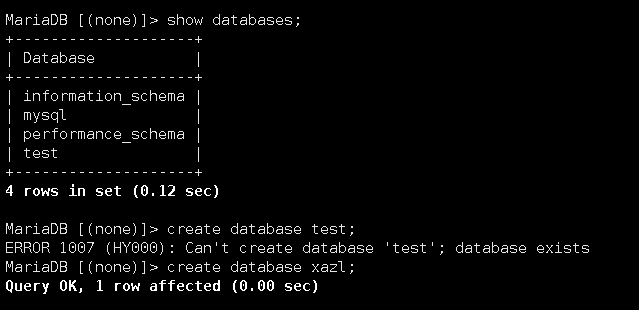 MariaDB [(none)]> show databases;
+--------------------+
| Database           |
+--------------------+
| information_schema |
| mysql              |
| performance_schema |
| test               |
+--------------------+
4 rows in set (0.12 sec)
MariaDB [(none)]> create database test;
ERROR 1007 (HY000): Can't create database 'test'; database exists
MariaDB [(none)]> create database xazl;
Query OK, 1 row affected (0.00 sec)